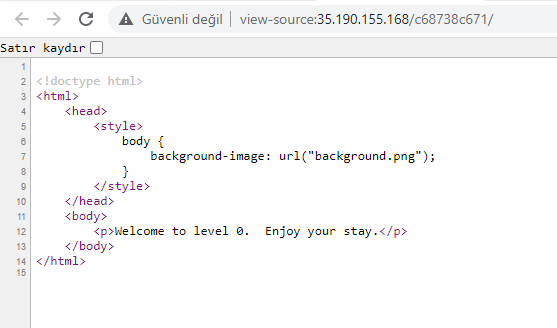 Güvenli değil | view-source:35.190.155.168/c68738c671/
Satır kaydır
1
2 <!doctype html>
3 <html>
4 <head>
5 <style>
6 body {
7 background-image: url("background.png");
8 }
9 </style>
10 </head>
11 <body>
12 <p>Welcome to level 0.  Enjoy your stay.</p>
13 </body>
14 </html>
15